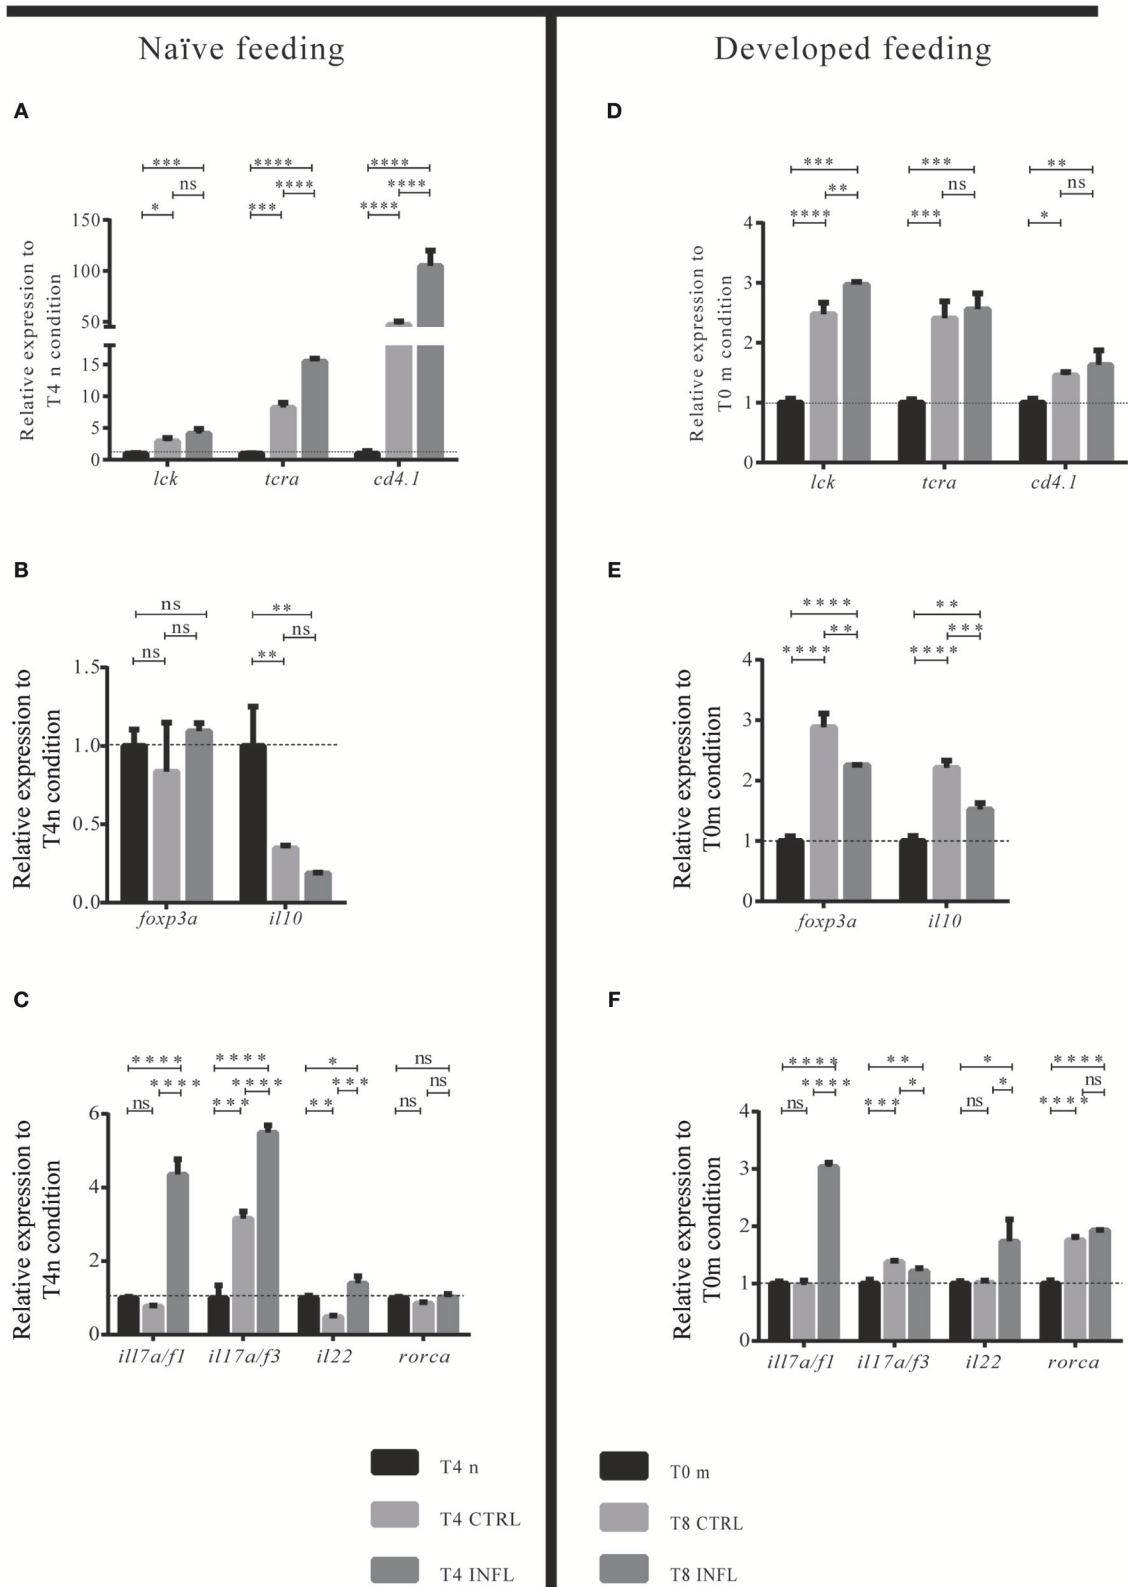 Naïve feeding
Developed feeding
A
*** **** ****
ns **** ****
* *** ****
Relative expression to
T4 n condition
150
100
50
15
10
5
0
lck tcra cd4.1
D
*** *** **
** ns ns
**** *** *
Relative expression to
T0 m condition
4
3
2
1
0
lck tcra cd4.1
B
ns **
ns ns
ns **
Relative expression to
T4n condition
1.5
1.0
0.5
0.0
foxp3a il10
E
**** **
** ***
**** ****
Relative expression to
T0m condition
4
3
2
1
0
foxp3a il10
C
**** **** * ns
**** **** *** ns
ns *** ** ns
Relative expression to
T4n condition
6
4
2
0
il17a/f1 il17a/f3 il22 rorca
F
**** ** * ****
**** * * ns
ns *** ns ****
Relative expression to
T0m condition
4
3
2
1
0
il17a/f1 il17a/f3 il22 rorca
T4 n
T4 CTRL
T4 INFL
T0 m
T8 CTRL
T8 INFL